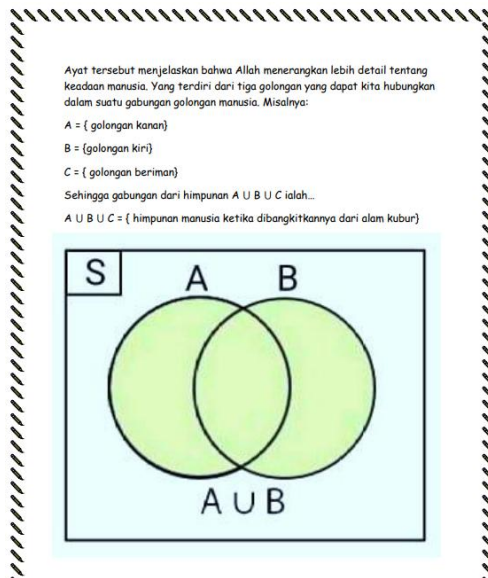 Ayat tersebut menjelaskan bahwa Allah menerangkan lebih detail tentang
keadaan manusia. Yang terdiri dari tiga golongan yang dapat kita hubungkan
dalam suatu gabungan golongan manusia. Misalnya:
A = { golongan kanan}
B = {golongan kiri}
C = { golongan beriman}
Sehingga gabungan dari himpunan A ∪ B ∪ C ialah...
A ∪ B ∪ C = { himpunan manusia ketika dibangkitkannya dari alam kubur}
S
A B
A ∪ B